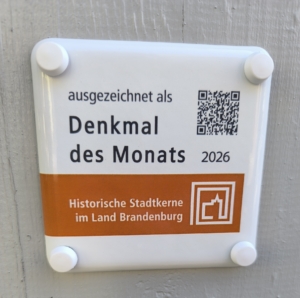 ausgezeichnet als
Denkmal
des Monats 2026
Historische Stadtkerne
im Land Brandenburg